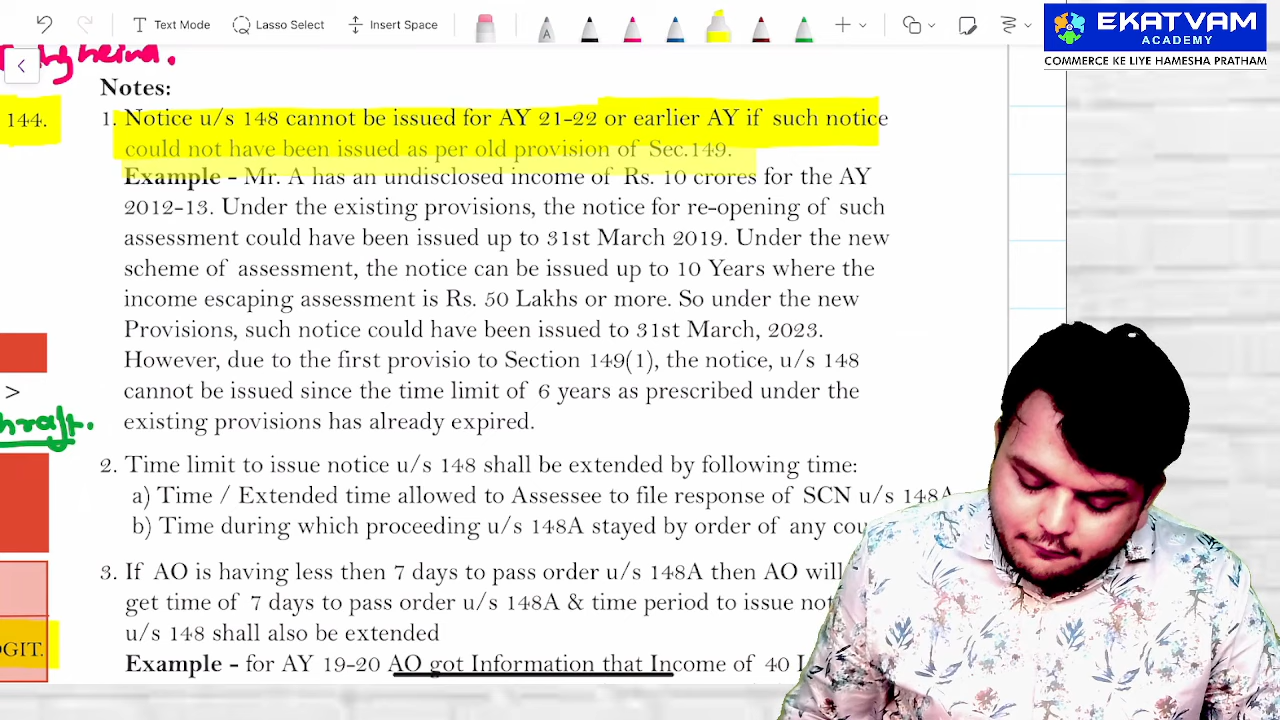 Text Mode
Lasso Select
Insert Space
EKATVAM
ACADEMY
COMMERCE KE LIYE HAMESHA PRATHAM
Notes:
144.
1. Notice u/s 148 cannot be issued for AY 21-22 or earlier AY if such notice
could not have been issued as per old provision of Sec.149.
Example - Mr. A has an undisclosed income of Rs. 10 crores for the AY
2012-13. Under the existing provisions, the notice for re-opening of such
assessment could have been issued up to 31st March 2019. Under the new
scheme of assessment, the notice can be issued up to 10 Years where the
income escaping assessment is Rs. 50 Lakhs or more. So under the new
Provisions, such notice could have been issued to 31st March, 2023.
However, due to the first provisio to Section 149(1), the notice, u/s 148
cannot be issued since the time limit of 6 years as prescribed under the
existing provisions has already expired.
>
2. Time limit to issue notice u/s 148 shall be extended by following time:
a) Time / Extended time allowed to Assessee to file response of SCN u/s 148A
b) Time during which proceeding u/s 148A stayed by order of any
3. If AO is having less then 7 days to pass order u/s 148A then AO will
get time of 7 days to pass order u/s 148A & time period to issue
u/s 148 shall also be extended
Example - for AY 19-20 AO got Information that Income of 40